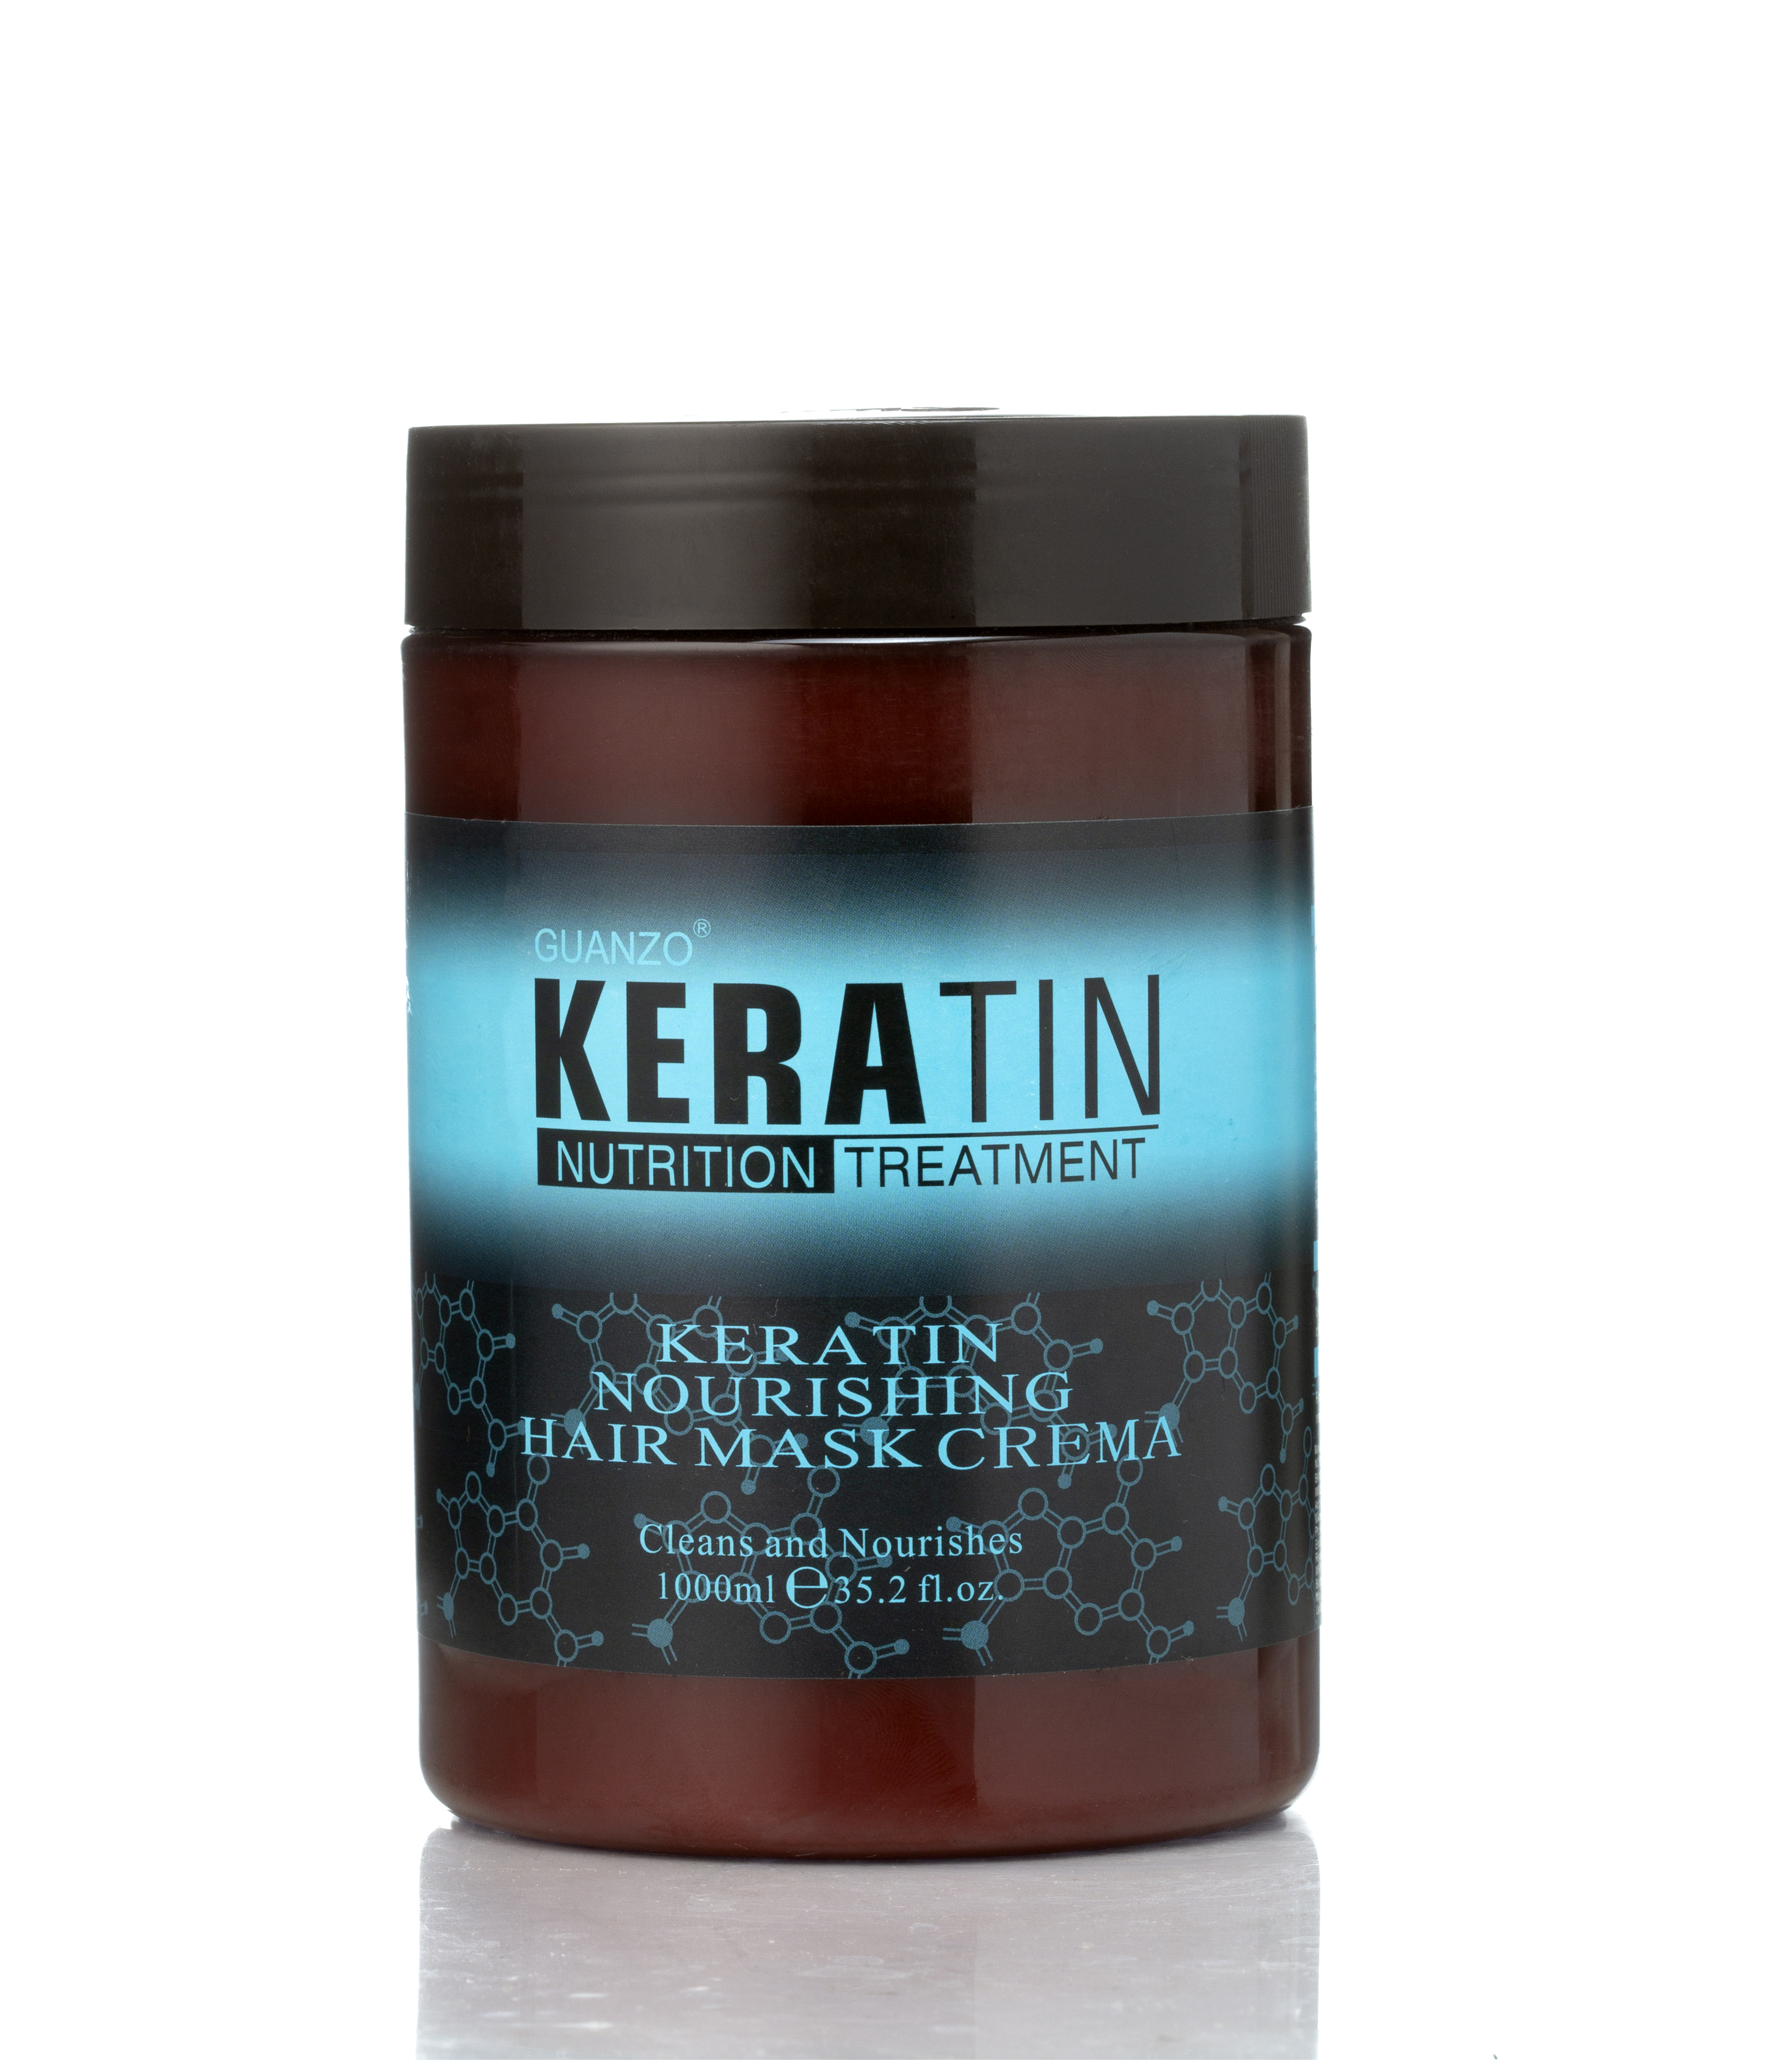 GUANZO®
KERATIN
NUTRITION TREATMENT
KERATIN
NOURISHING
HAIR MASK CREMA
Cleans and Nourishes
1000ml ℮ 35.2 fl.oz.